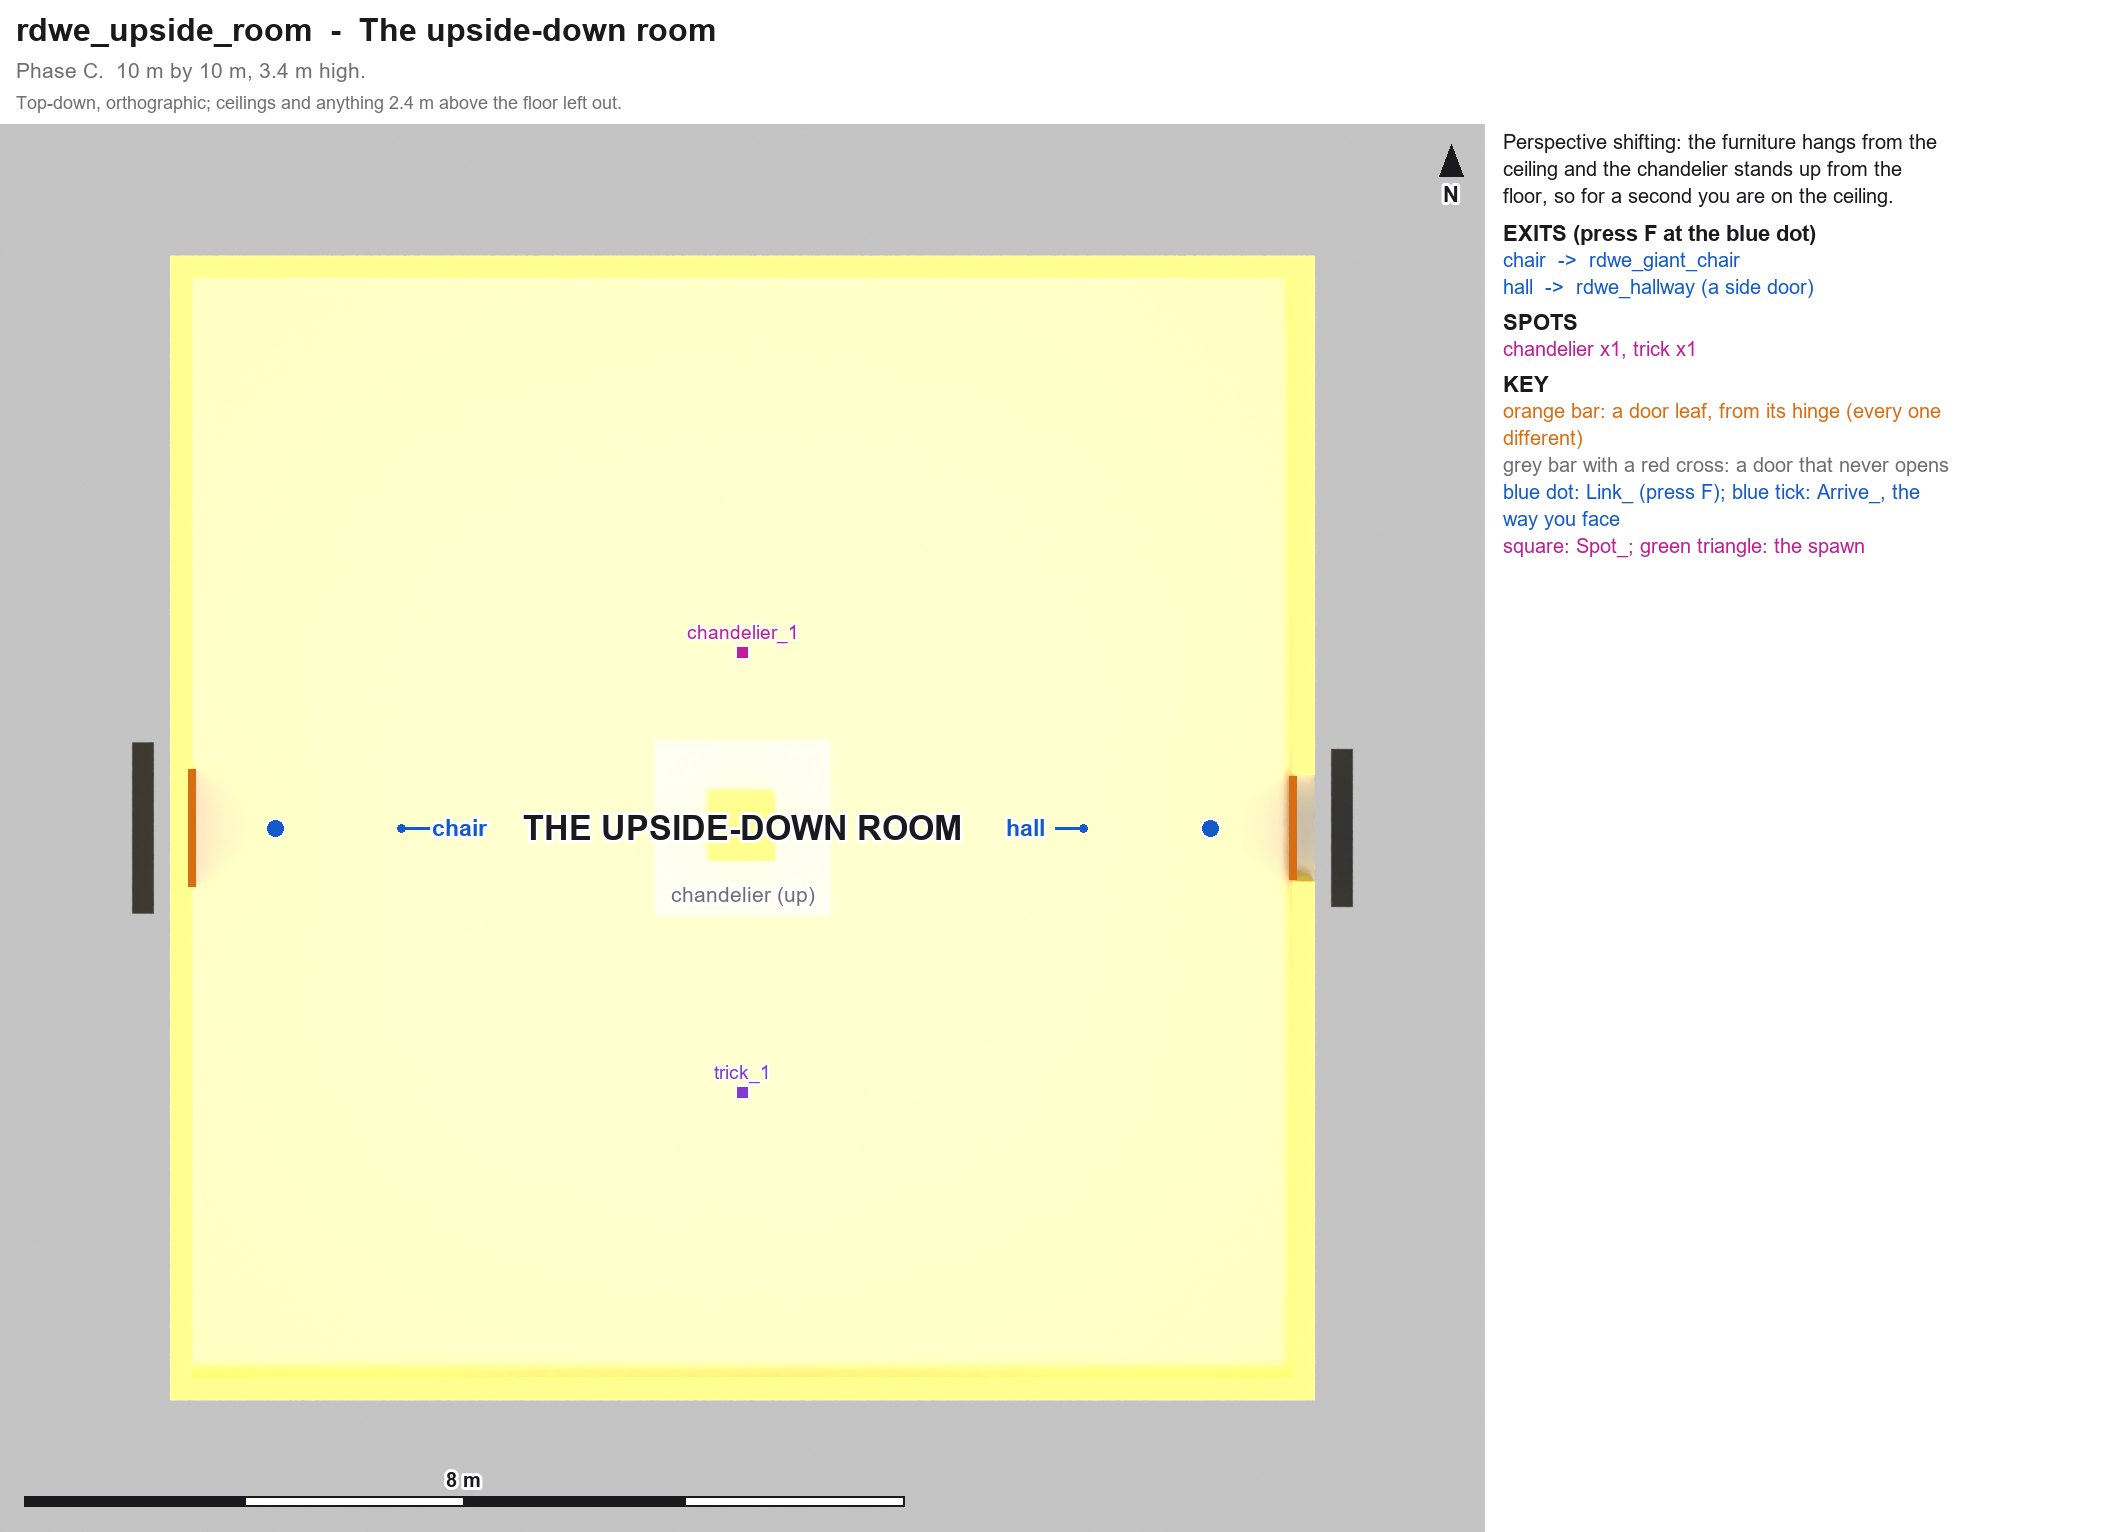 rdwe_upside_room  -  The upside-down room
Phase C.  10 m by 10 m, 3.4 m high.
Top-down, orthographic; ceilings and anything 2.4 m above the floor left out.
N
Perspective shifting: the furniture hangs from the
ceiling and the chandelier stands up from the
floor, so for a second you are on the ceiling.
EXITS (press F at the blue dot)
chair  ->  rdwe_giant_chair
hall  ->  rdwe_hallway (a side door)
SPOTS
chandelier x1, trick x1
KEY
orange bar: a door leaf, from its hinge (every one
different)
grey bar with a red cross: a door that never opens
blue dot: Link_ (press F); blue tick: Arrive_, the
way you face
square: Spot_; green triangle: the spawn
chandelier_1
chair
THE UPSIDE-DOWN ROOM
hall
chandelier (up)
trick_1
8 m